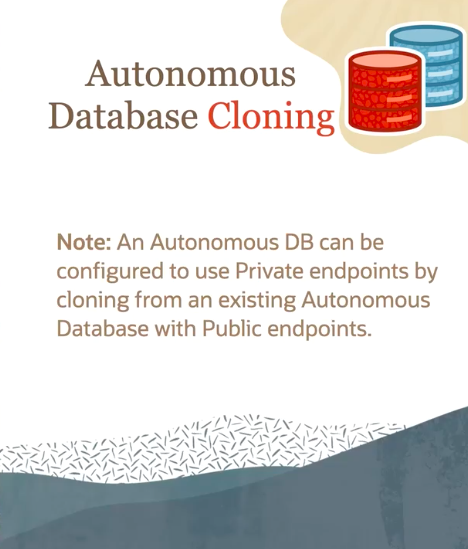 Autonomous
Database Cloning
Note: An Autonomous DB can be
configured to use Private endpoints by
cloning from an existing Autonomous
Database with Public endpoints.